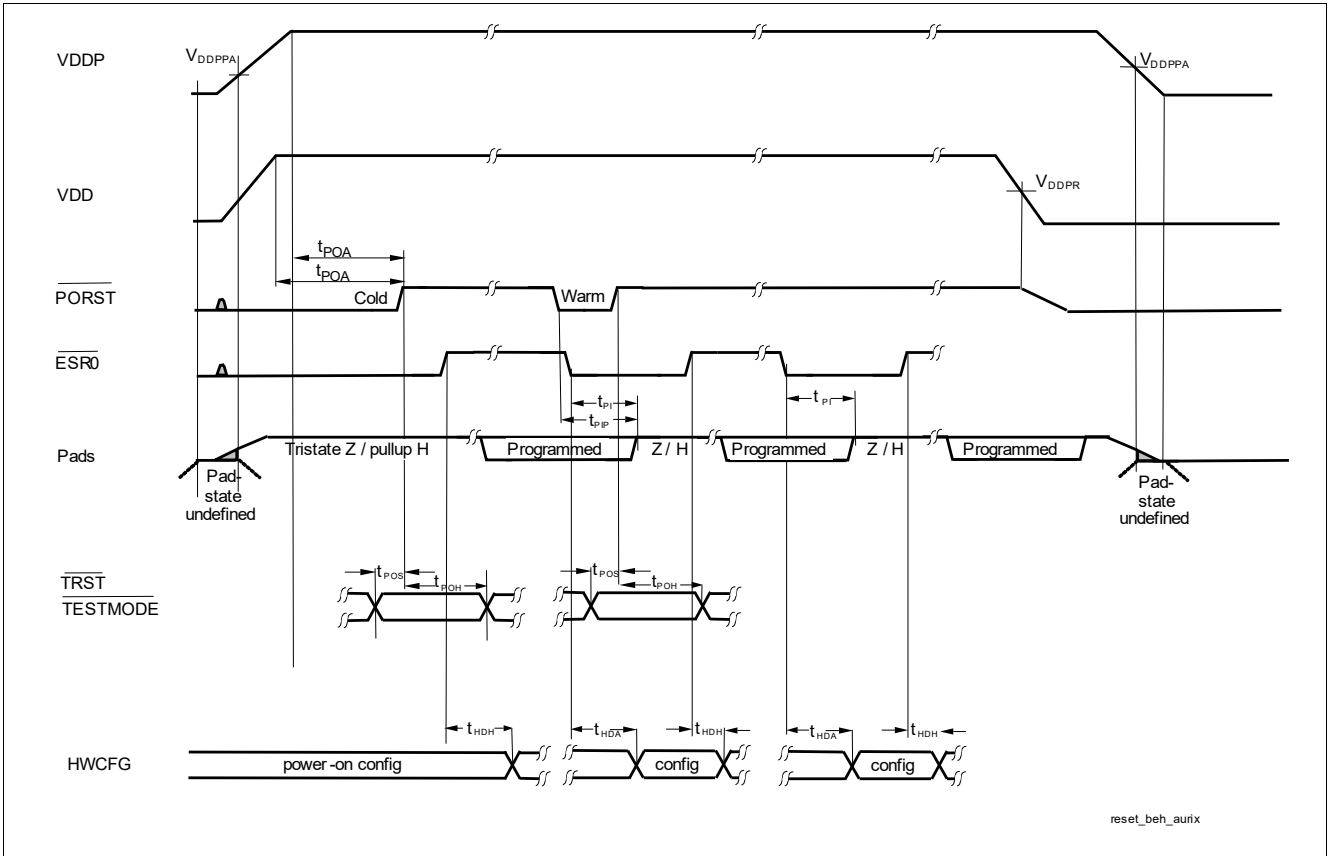 VDDP
VDDPPA
VDDPPA
VDD
VDDPR
tPOA
tPOA
PORST
Cold
Warm
ESR0
tPI
tPI
tPIP
Pads
Tristate Z / pullup H
Programmed
Z / H
Programmed
Z / H
Programmed
Pad-
state
undefined
Pad-
state
undefined
TRST
TESTMODE
tPOS
tPOH
tPOS
tPOH
tHDH
tHDA
tHDH
tHDA
tHDH
HWCFG
power -on config
config
config
reset_beh_aurix